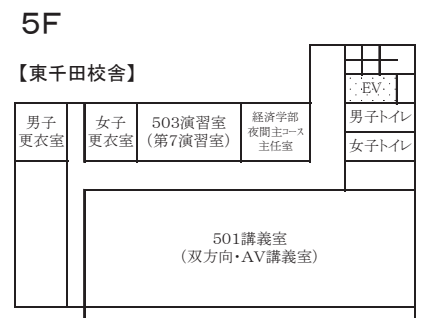 5F
【東千田校舎】
EV
男子
更衣室
女子
更衣室
503演習室
(第7演習室)
経済学部
夜間主コース
主任室
男子トイレ
女子トイレ
501講義室
(双方向・AV講義室)